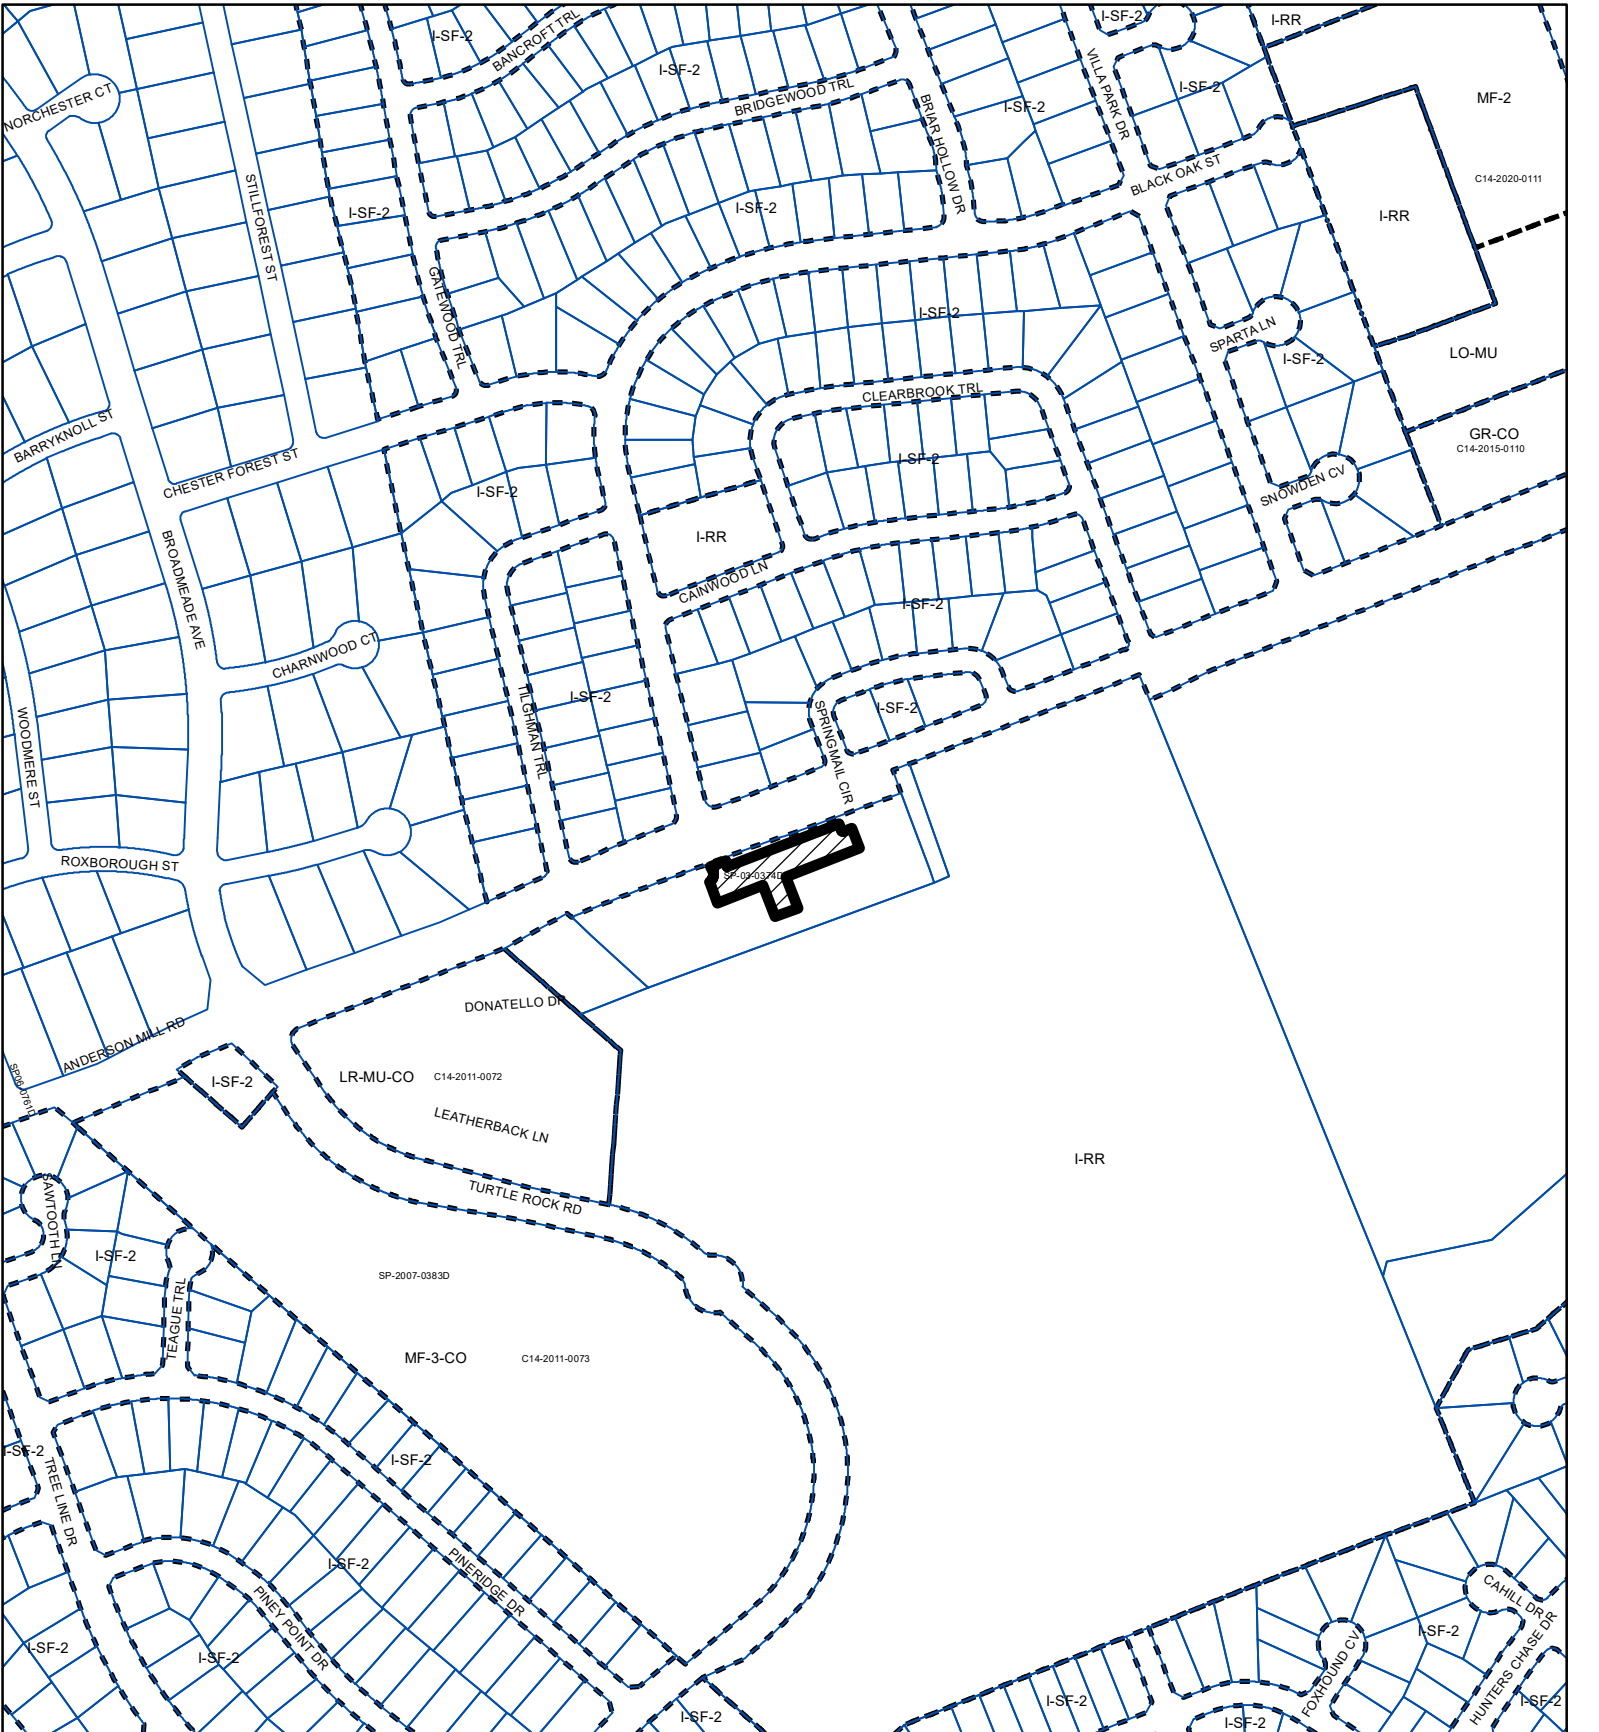 I-SF-2
I-RR
I-SF-2
BANCROFT TRL
I-SF-2
VILLA PARK DR
I-SF-2
MF-2
NORCHESTER CT
BRIDGEWOOD TRL
BRIAR HOLLOW DR
I-SF-2
BLACK OAK ST
C14-2020-0111
STILLFOREST ST
I-SF-2
I-SF-2
I-RR
GATEWOOD TRL
I-SF-2
SPARTA LN
I-SF-2
LO-MU
CLEARBROOK TRL
BARRYKNOLL ST
GR-CO
C14-2015-0110
I-SF-2
CHESTER FOREST ST
I-SF-2
SNOWDEN CV
I-RR
BROADMEADE AVE
CAINWOOD LN
I-SF-2
CHARNWOOD CT
I-SF-2
TILGHMAN TRL
I-SF-2
SPRINGMAIL CIR
WOODMERE ST
ROXBOROUGH ST
SP-03-0374D
DONATELLO DR
ANDERSON MILL RD
SP06-0761D
I-SF-2
LR-MU-CO
C14-2011-0072
LEATHERBACK LN
I-RR
TURTLE ROCK RD
SAWTOOTH LN
I-SF-2
SP-2007-0383D
TEAGUE TRL
MF-3-CO
C14-2011-0073
I-SF-2
I-SF-2
TREE LINE DR
I-SF-2
PINERIDGE DR
PINEY POINT DR
CAHILL DR
I-SF-2
I-SF-2
I-SF-2
FOXHOUND CV
HUNTERS CHASE DR
I-SF-2
I-SF-2
I-SF-2
I-SF-2